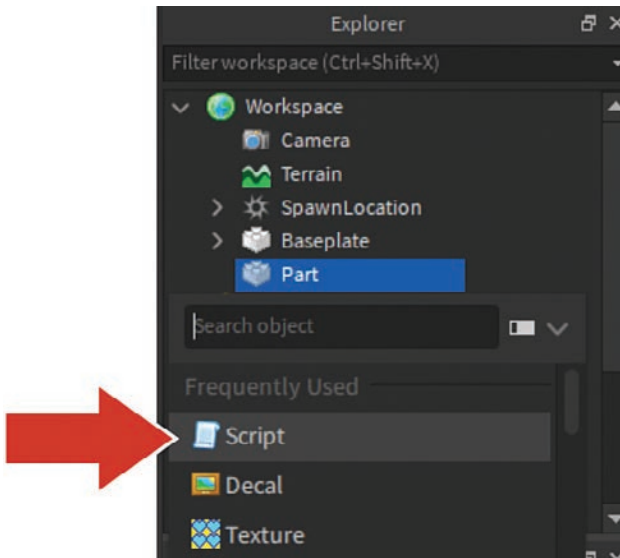 Explorer
Filter workspace (Ctrl+Shift+X)
Workspace
Camera
Terrain
SpawnLocation
Baseplate
Part
Search object
Frequently Used
Script
Decal
Texture